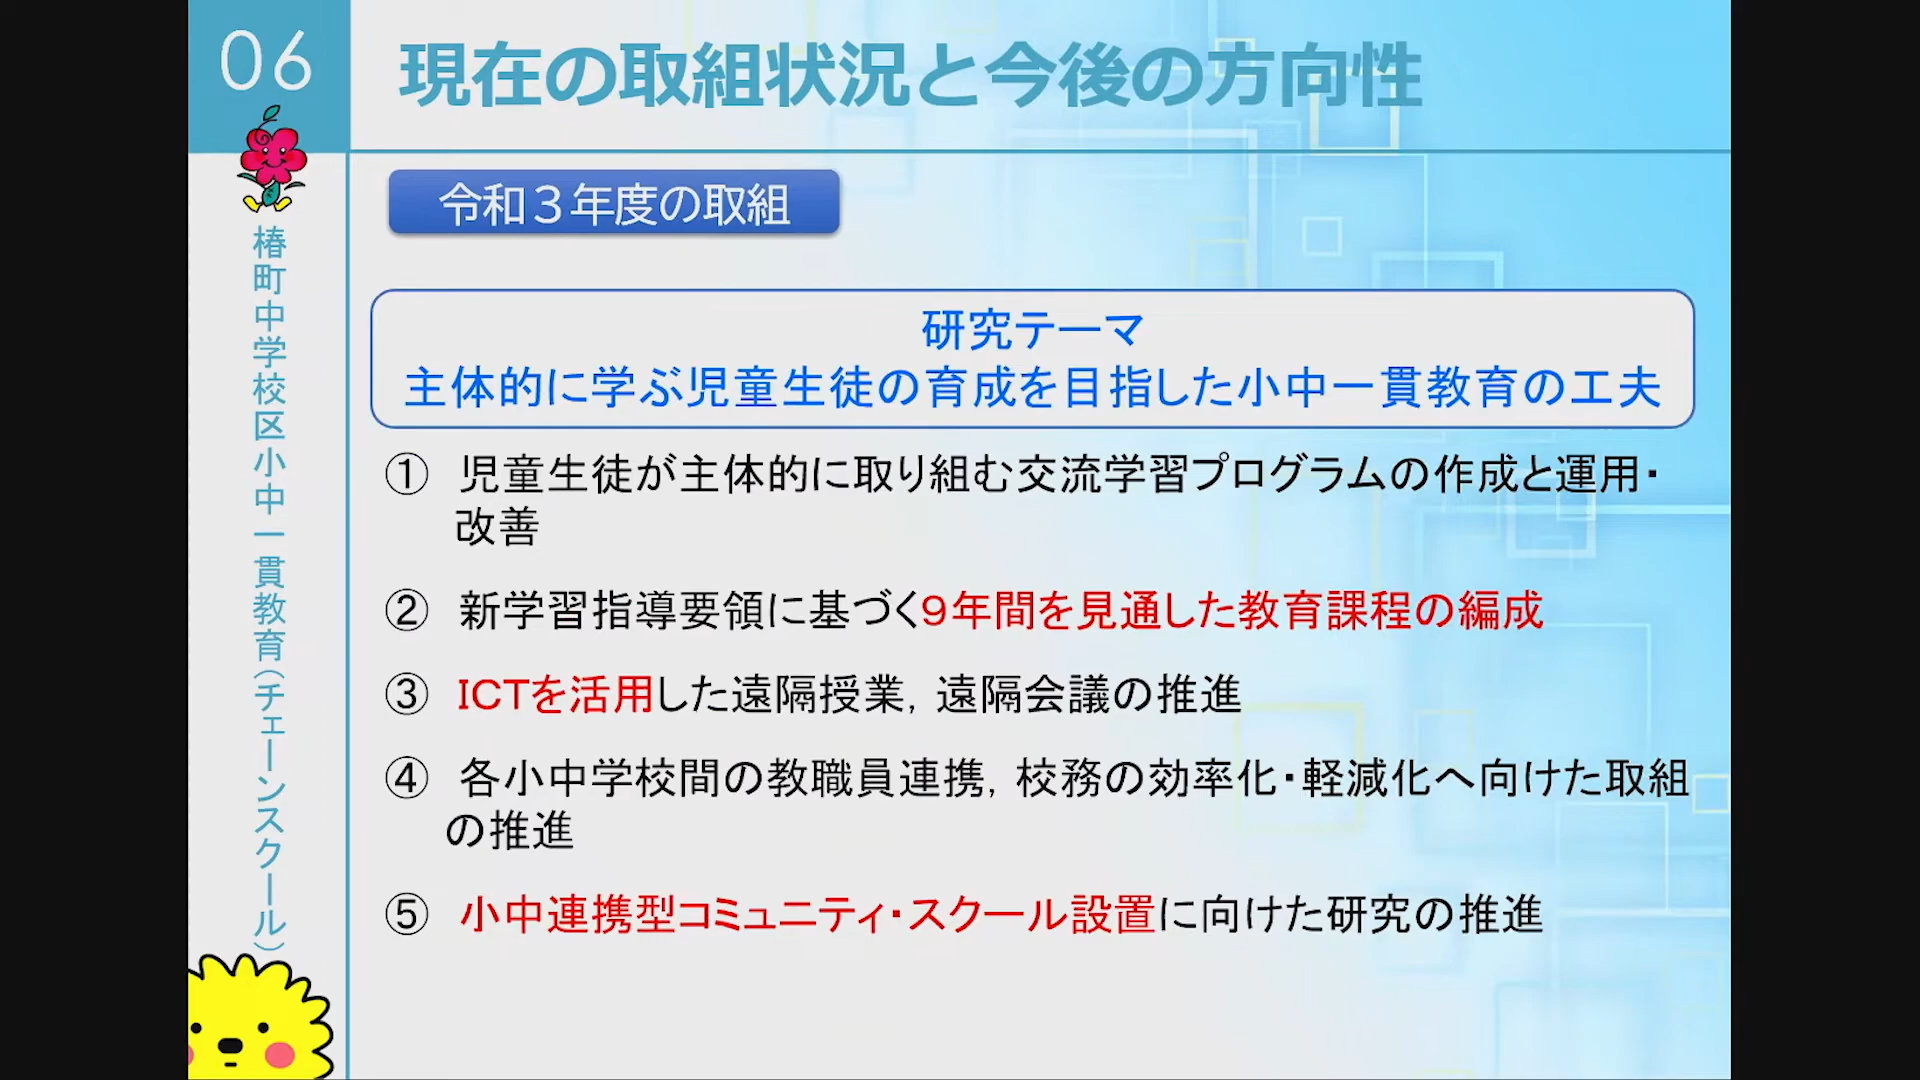 06
現在の取組状況と今後の方向性
椿町中学校区小中一貫教育(チェーンスクール)
令和3年度の取組
研究テーマ
主体的に学ぶ児童生徒の育成を目指した小中一貫教育の工夫
① 児童生徒が主体的に取り組む交流学習プログラムの作成と運用・
改善
② 新学習指導要領に基づく9年間を見通した教育課程の編成
③ ICTを活用した遠隔授業,遠隔会議の推進
④ 各小中学校間の教職員連携,校務の効率化・軽減化へ向けた取組
の推進
⑤ 小中連携型コミュニティ・スクール設置に向けた研究の推進